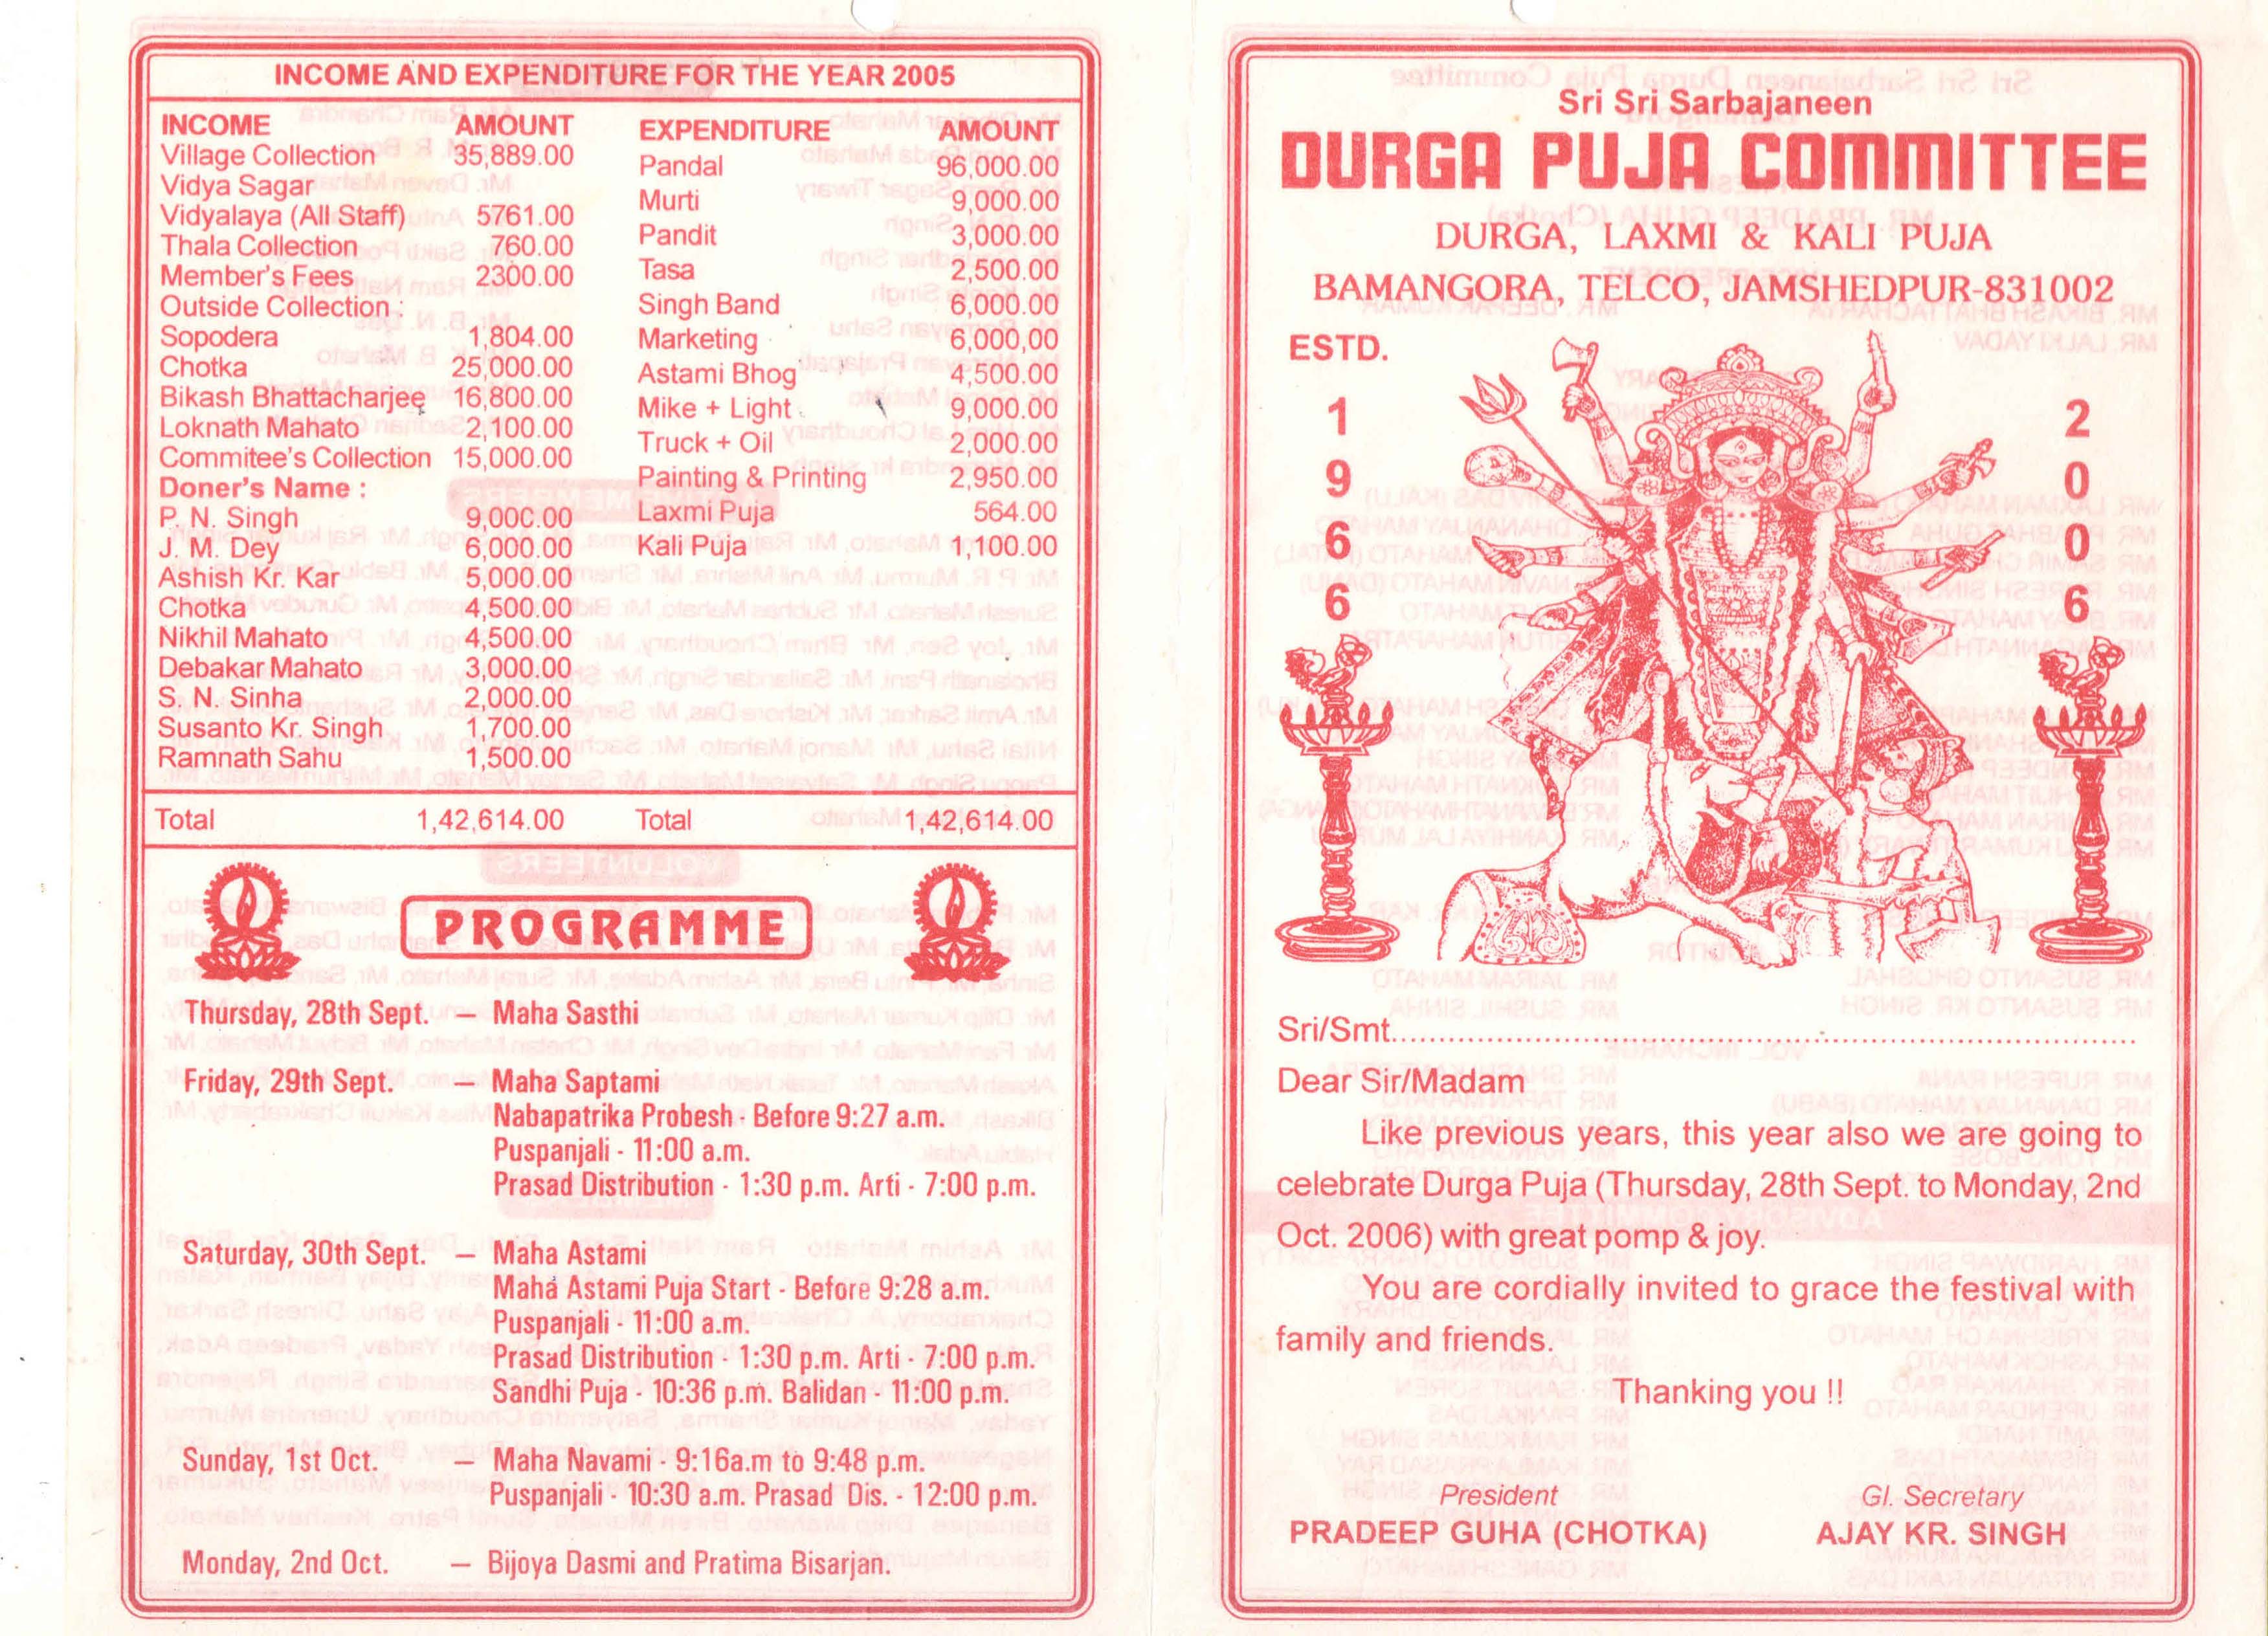 INCOME AND EXPENDITURE FOR THE YEAR 2005
INCOME AMOUNT
Village Collection 35,889.00
Vidya Sagar
Vidyalaya (All Staff) 5761.00
Thala Collection 760.00
Member's Fees 2300.00
Outside Collection :
Sopodera 1,804.00
Chotka 25,000.00
Bikash Bhattacharjee 16,800.00
Loknath Mahato 2,100.00
Commitee's Collection 15,000.00
Doner's Name :
P. N. Singh 9,000.00
J. M. Dey 6,000.00
Ashish Kr. Kar 5,000.00
Chotka 4,500.00
Nikhil Mahato 4,500.00
Debakar Mahato 3,000.00
S. N. Sinha 2,000.00
Susanto Kr. Singh 1,700.00
Ramnath Sahu 1,500.00
Total 1,42,614.00
EXPENDITURE AMOUNT
Pandal 96,000.00
Murti 9,000.00
Pandit 3,000.00
Tasa 2,500.00
Singh Band 6,000.00
Marketing 6,000,00
Astami Bhog 4,500.00
Mike + Light 9,000.00
Truck + Oil 2,000.00
Painting & Printing 2,950.00
Laxmi Puja 564.00
Kali Puja 1,100.00
Total 1,42,614.00
PROGRAMME
Thursday, 28th Sept. – Maha Sasthi
Friday, 29th Sept. – Maha Saptami
Nabapatrika Probesh - Before 9:27 a.m.
Puspanjali - 11:00 a.m.
Prasad Distribution - 1:30 p.m. Arti - 7:00 p.m.
Saturday, 30th Sept. – Maha Astami
Maha Astami Puja Start - Before 9:28 a.m.
Puspanjali - 11:00 a.m.
Prasad Distribution - 1:30 p.m. Arti - 7:00 p.m.
Sandhi Puja - 10:36 p.m. Balidan - 11:00 p.m.
Sunday, 1st Oct. – Maha Navami - 9:16a.m to 9:48 p.m.
Puspanjali - 10:30 a.m. Prasad Dis. - 12:00 p.m.
Monday, 2nd Oct. – Bijoya Dasmi and Pratima Bisarjan.
Sri Sri Sarbajaneen
DURGA PUJA COMMITTEE
DURGA, LAXMI & KALI PUJA
BAMANGORA, TELCO, JAMSHEDPUR-831002
ESTD.
1966
2006
Sri/Smt...............................................................................
Dear Sir/Madam
Like previous years, this year also we are going to
celebrate Durga Puja (Thursday, 28th Sept. to Monday, 2nd
Oct. 2006) with great pomp & joy.
You are cordially invited to grace the festival with
family and friends.
Thanking you !!
President Gl. Secretary
PRADEEP GUHA (CHOTKA) AJAY KR. SINGH